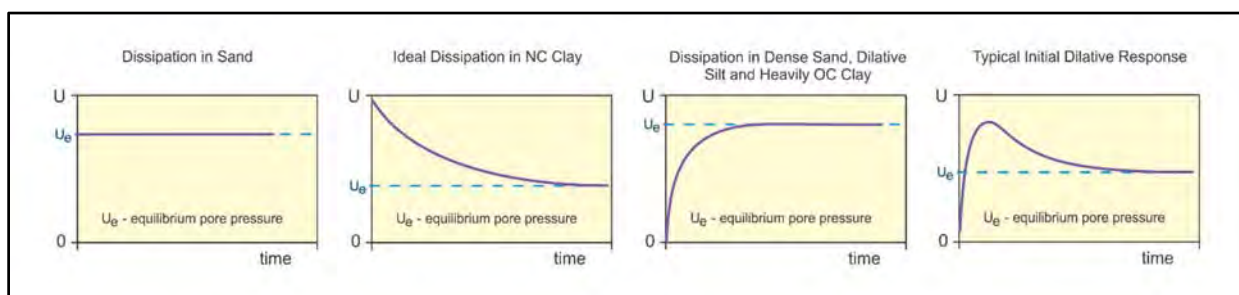 Dissipation in Sand
U
Ue
Ue - equilibrium pore pressure
0
time
Ideal Dissipation in NC Clay
U
Ue
Ue - equilibrium pore pressure
0
time
Dissipation in Dense Sand, Dilative
Silt and Heavily OC Clay
U
Ue
Ue - equilibrium pore pressure
0
time
Typical Initial Dilative Response
U
Ue
Ue - equilibrium pore pressure
0
time